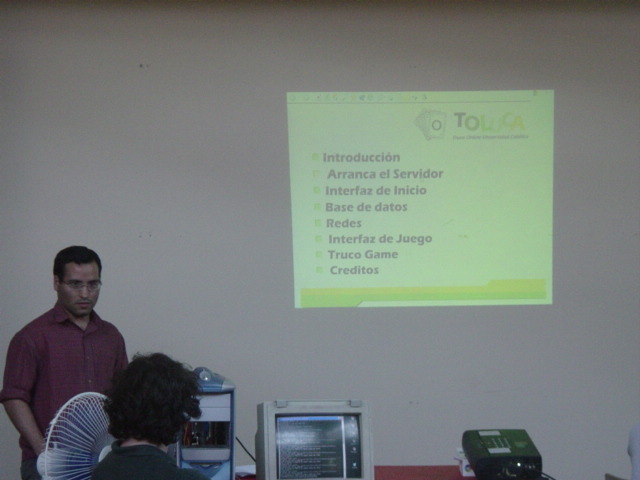 TOLUCA
Introducción
Arranca el Servidor
Interfaz de Inicio
Base de datos
Redes
Interfaz de Juego
Truco Game
Creditos